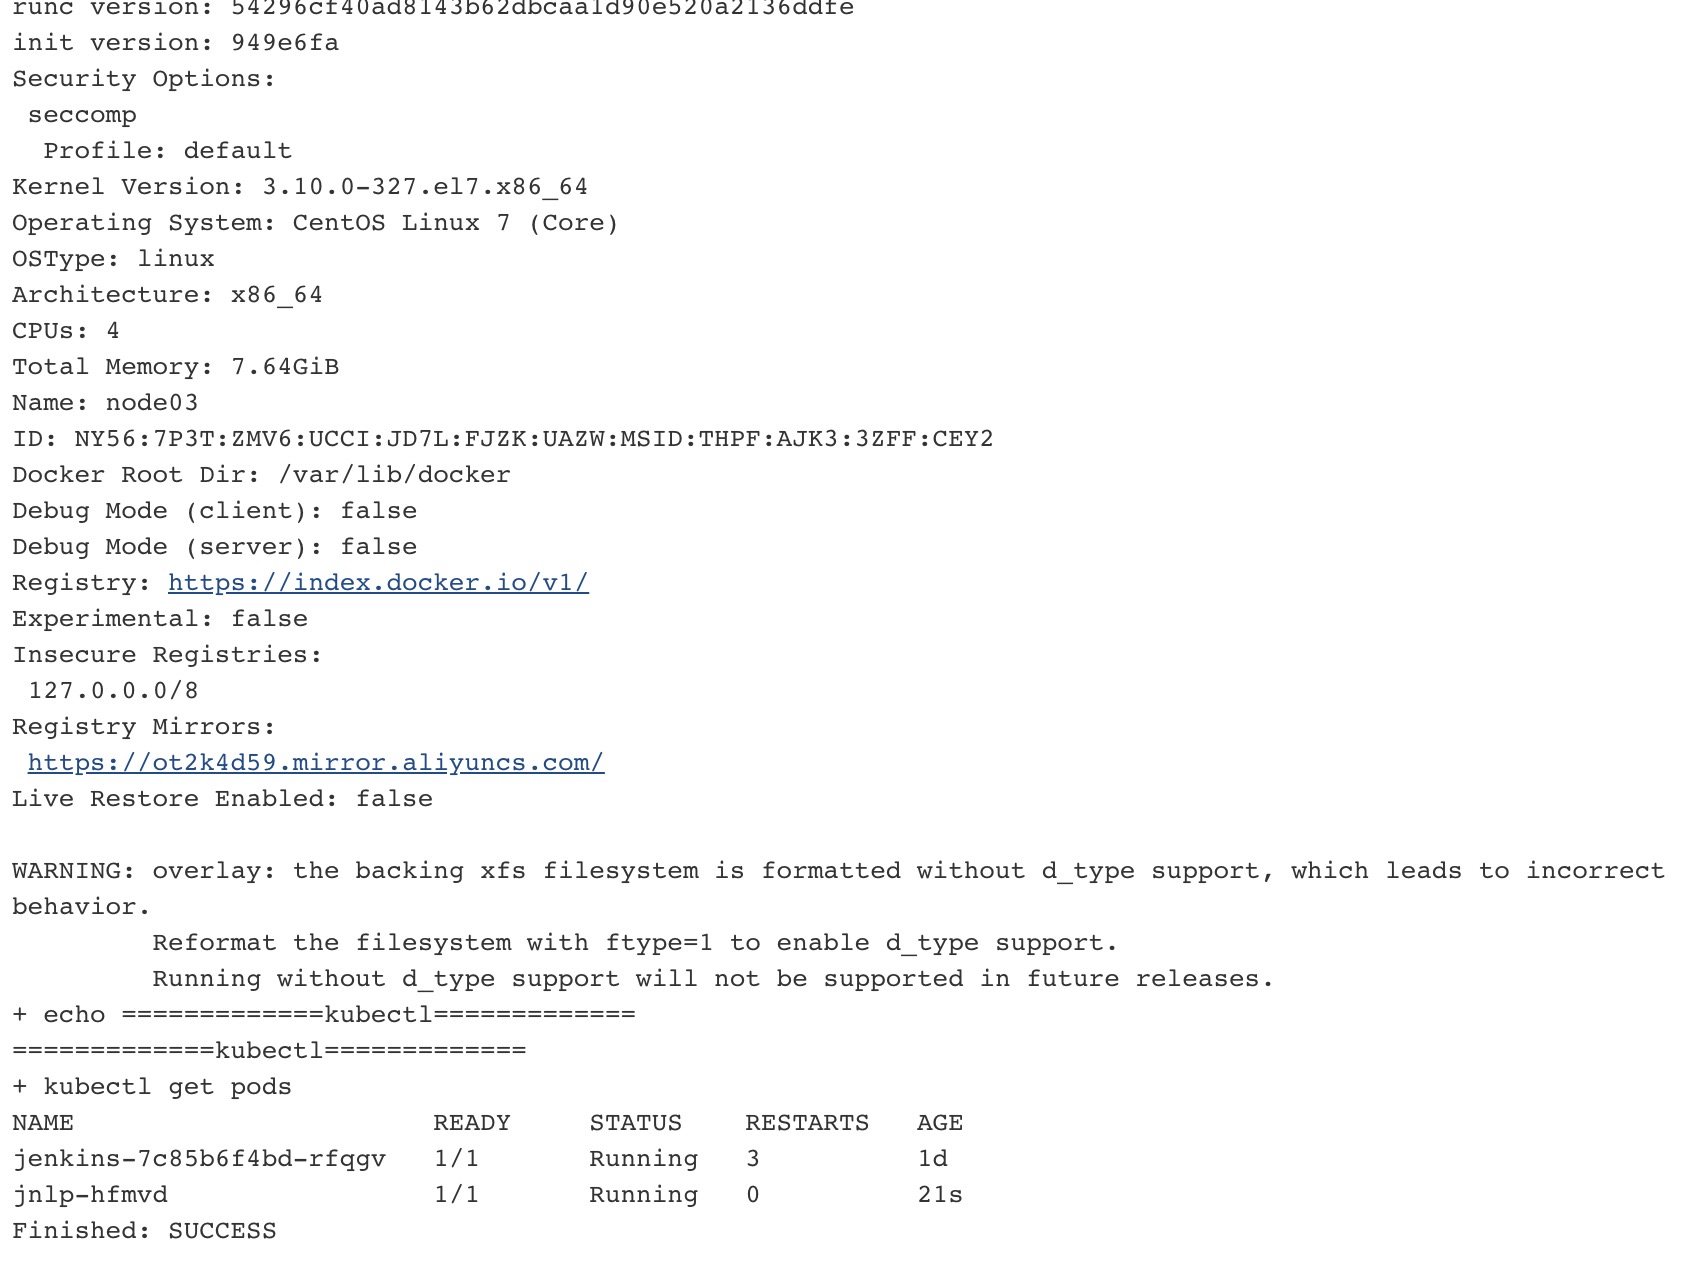 runc version: 54296cf40ad8143b62dbcaa1d90e520a2136ddfe
init version: 949e6fa
Security Options:
 seccomp
  Profile: default
Kernel Version: 3.10.0-327.el7.x86_64
Operating System: CentOS Linux 7 (Core)
OSType: linux
Architecture: x86_64
CPUs: 4
Total Memory: 7.64GiB
Name: node03
ID: NY56:7P3T:ZMV6:UCCI:JD7L:FJZK:UAZW:MSID:THPF:AJK3:3ZFF:CEY2
Docker Root Dir: /var/lib/docker
Debug Mode (client): false
Debug Mode (server): false
Registry: https://index.docker.io/v1/
Experimental: false
Insecure Registries:
 127.0.0.0/8
Registry Mirrors:
 https://ot2k4d59.mirror.aliyuncs.com/
Live Restore Enabled: false

WARNING: overlay: the backing xfs filesystem is formatted without d_type support, which leads to incorrect
behavior.
         Reformat the filesystem with ftype=1 to enable d_type support.
         Running without d_type support will not be supported in future releases.
+ echo =============kubectl=============
=============kubectl=============
+ kubectl get pods
NAME                       READY     STATUS    RESTARTS   AGE
jenkins-7c85b6f4bd-rfqgv   1/1       Running   3          1d
jnlp-hfmvd                 1/1       Running   0          21s
Finished: SUCCESS